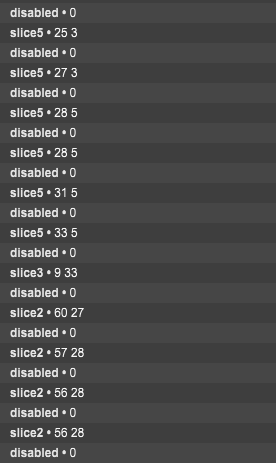 disabled • 0
slice5 • 25 3
disabled • 0
slice5 • 27 3
disabled • 0
slice5 • 28 5
disabled • 0
slice5 • 28 5
disabled • 0
slice5 • 31 5
disabled • 0
slice5 • 33 5
disabled • 0
slice3 • 9 33
disabled • 0
slice2 • 60 27
disabled • 0
slice2 • 57 28
disabled • 0
slice2 • 56 28
disabled • 0
slice2 • 56 28
disabled • 0